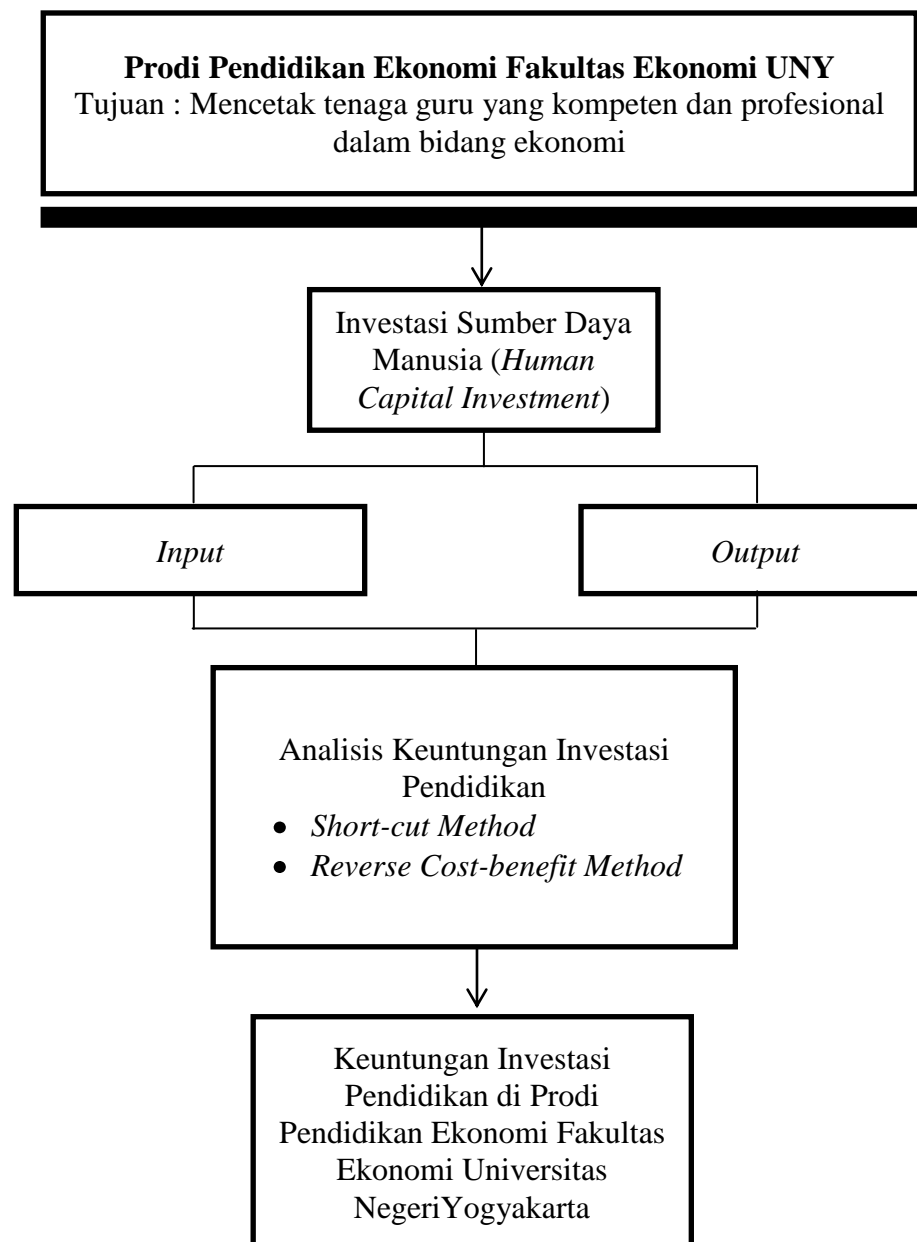 Prodi Pendidikan Ekonomi Fakultas Ekonomi UNY
Tujuan : Mencetak tenaga guru yang kompeten dan profesional
dalam bidang ekonomi
Investasi Sumber Daya
Manusia (Human
Capital Investment)
Input
Output
Analisis Keuntungan Investasi
Pendidikan
• Short-cut Method
• Reverse Cost-benefit Method
Keuntungan Investasi
Pendidikan di Prodi
Pendidikan Ekonomi Fakultas
Ekonomi Universitas
NegeriYogyakarta